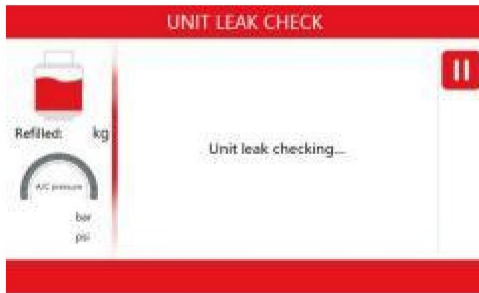 UNIT LEAK CHECK
Refilled: kg
A/C pressure
bar
psi
Unit leak checking...